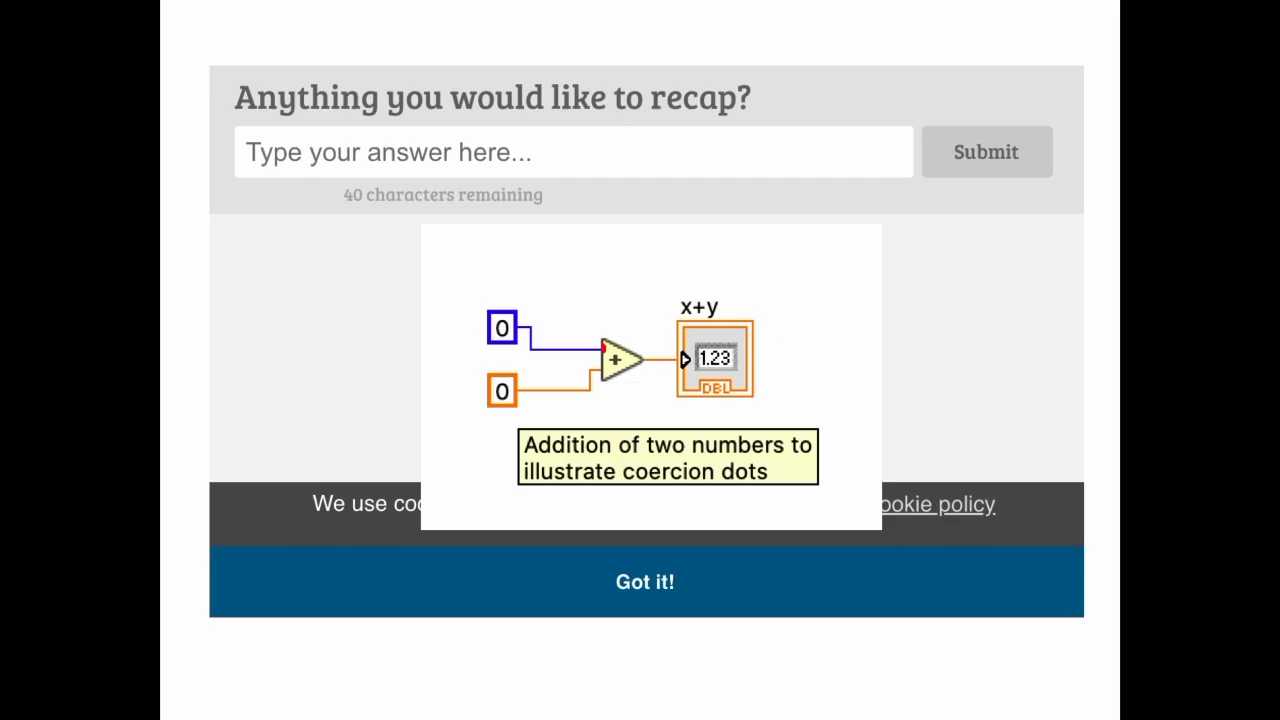 Anything you would like to recap?
Type your answer here...
Submit
40 characters remaining
x+y
0
+
1.23
DBL
0
Addition of two numbers to
illustrate coercion dots
We use
ookie policy
Got it!